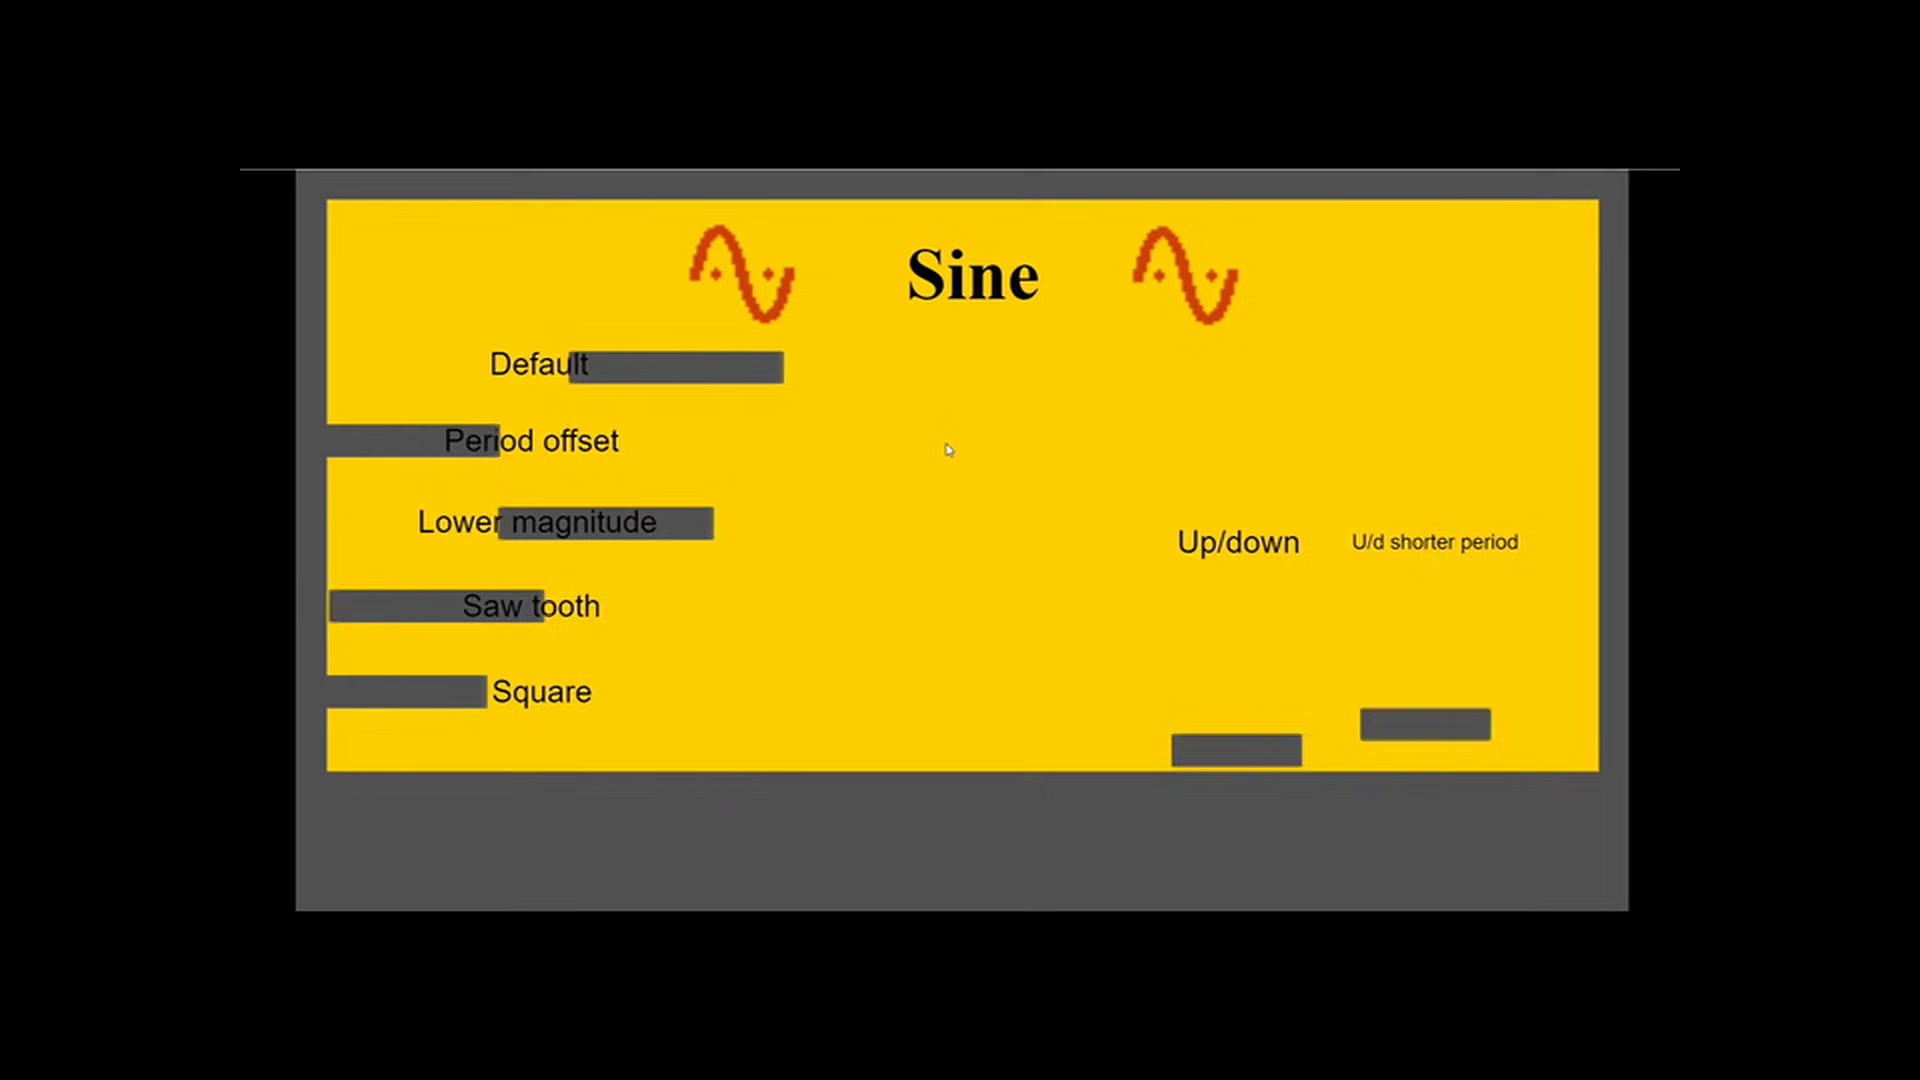 Sine
Default
Period offset
Lower magnitude
Up/down
U/d shorter period
Saw tooth
Square